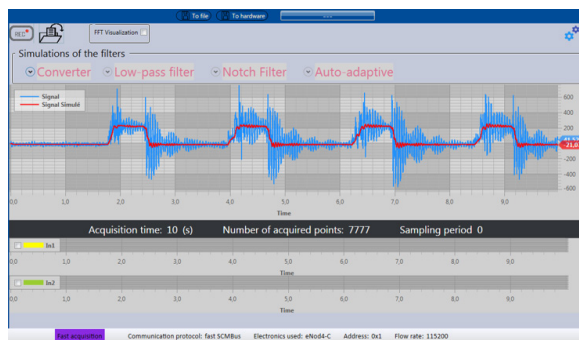 To file To hardware ----
REC FFT Visualization
Simulations of the filters
Converter Low-pass filter Notch Filter Auto-adaptive
Signal
Signal Simulé
600
400
200
-21,0
-200
-400
-600
0,0 1,0 2,0 3,0 4,0 5,0 6,0 7,0 8,0 9,0
Time
Acquisition time: 10 (s) Number of acquired points: 7777 Sampling period 0
In1
0,0 1,0 2,0 3,0 4,0 5,0 6,0 7,0 8,0 9,0
Time
In2
0,0 1,0 2,0 3,0 4,0 5,0 6,0 7,0 8,0 9,0
Time
Fast acquisition Communication protocol: fast SCMBus Electronics used: eNod4-C Address: 0x1 Flow rate: 115200